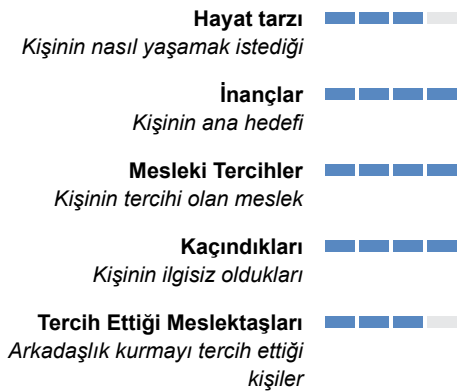 Hayat tarzı
Kişinin nasıl yaşamak istediği
İnançlar
Kişinin ana hedefi
Mesleki Tercihler
Kişinin tercihi olan meslek
Kaçındıkları
Kişinin ilgisiz oldukları
Tercih Ettiği Meslektaşları
Arkadaşlık kurmayı tercih ettiği
kişiler